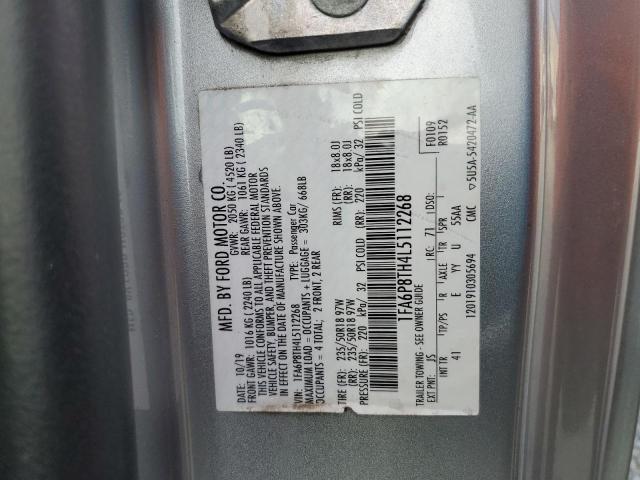 MFD. BY FORD MOTOR CO.
10/19 GVWR: 2050 KG ( 4520 LB)
FRONT GAWR: 1016 KG ( 2240 LB) REAR GAWR: 1061 KG ( 2340 LB)
THIS VEHICLE CONFORMS TO ALL APPLICABLE FEDERAL MOTOR
VEHICLE SAFETY, BUMPER, AND THEFT PREVENTION STANDARDS
IN EFFECT ON THE DATE OF MANUFACTURE SHOWN ABOVE.
VIN: 1FA6P8TH4L5112268 TYPE: Passenger Car
MAXIMUM LOAD = OCCUPANTS + LUGGAGE = 303KG/ 668LB
OCCUPANTS = 4 TOTAL; 2 FRONT, 2 REAR
TIRE (FR): 235/50R18 97W RIMS (FR): 18x8.0J
(RR): 235/50R18 97W (RR): 18x8.0J
PRESSURE (FR): 220 kPa/ 32 PSI COLD (RR): 220 kPa/ 32 PSI COLD
1FA6P8TH4L5112268
TRAILER TOWING - SEE OWNER GUIDE F0109
EXT PNT: JS RC: 71 DSO: R0152
INT TR TP/PS R AXLE TR SPR
41 E YY U 55AA
1201910305694 CMC ▽5U5A-5420472-AA